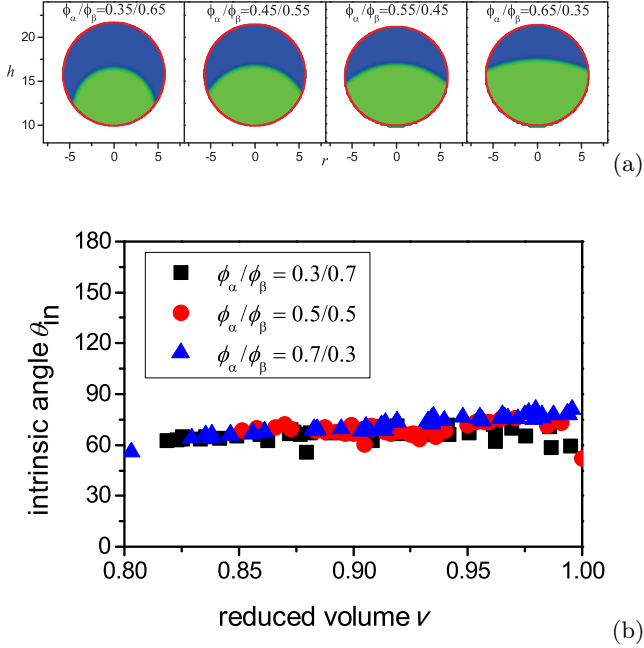 ϕα/ϕβ=0.35/0.65 ϕα/ϕβ=0.45/0.55 ϕα/ϕβ=0.55/0.45 ϕα/ϕβ=0.65/0.35
25
20
h
15
10
-5 0 5 -5 0 5 -5 0 5 -5 0 5
r
(a)
180
150
120
90
60
30
0
intrinsic angle θin
ϕα/ϕβ = 0.3/0.7
ϕα/ϕβ = 0.5/0.5
ϕα/ϕβ = 0.7/0.3
0.80 0.85 0.90 0.95 1.00
reduced volume v
(b)